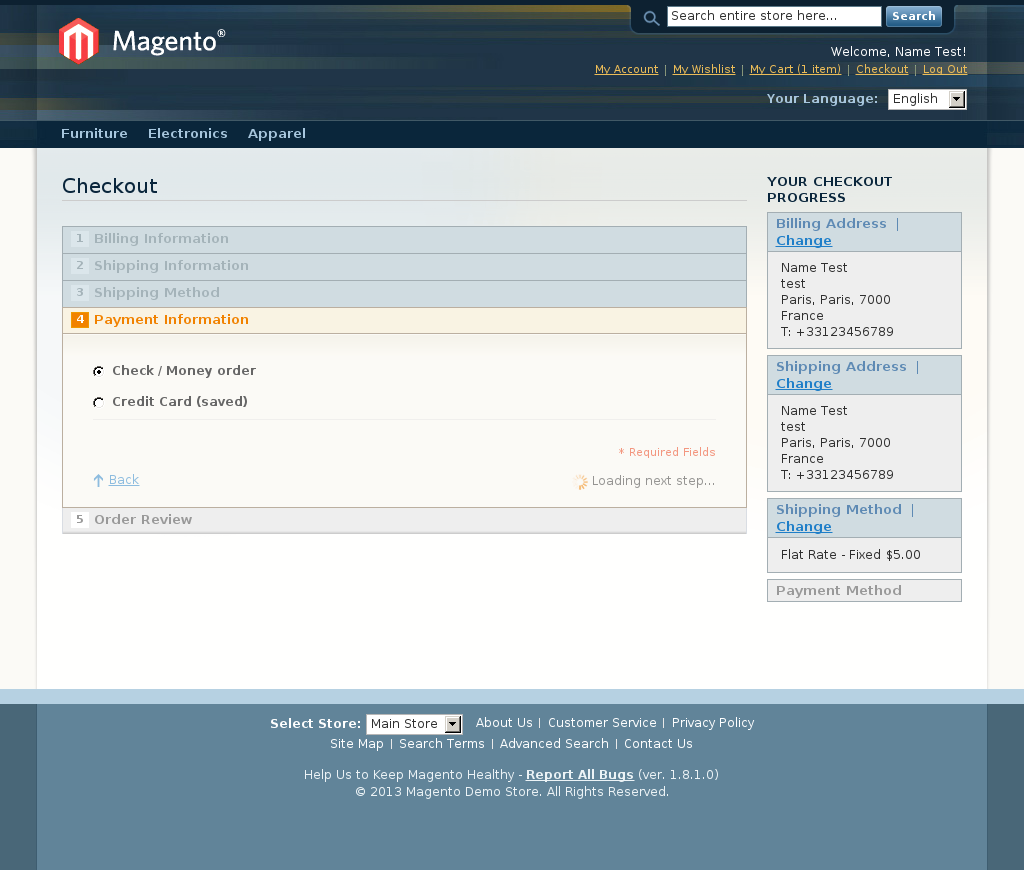 Search entire store here...
Search
Magento®
Welcome, Name Test!
My Account | My Wishlist | My Cart (1 item) | Checkout | Log Out
Your Language: English
Furniture Electronics Apparel
Checkout
1 Billing Information
2 Shipping Information
3 Shipping Method
4 Payment Information
Check / Money order
Credit Card (saved)
* Required Fields
Back
Loading next step...
5 Order Review
YOUR CHECKOUT
PROGRESS
Billing Address |
Change
Name Test
test
Paris, Paris, 7000
France
T: +33123456789
Shipping Address |
Change
Name Test
test
Paris, Paris, 7000
France
T: +33123456789
Shipping Method |
Change
Flat Rate - Fixed $5.00
Payment Method
Select Store: Main Store About Us | Customer Service | Privacy Policy
Site Map | Search Terms | Advanced Search | Contact Us
Help Us to Keep Magento Healthy - Report All Bugs (ver. 1.8.1.0)
© 2013 Magento Demo Store. All Rights Reserved.